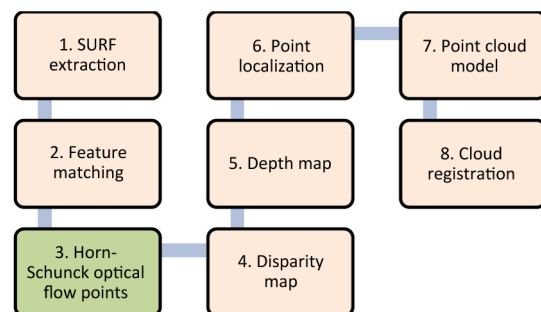 1. SURF
extraction
2. Feature
matching
3. Horn-
Schunck optical
flow points
4. Disparity
map
5. Depth map
6. Point
localization
7. Point cloud
model
8. Cloud
registration